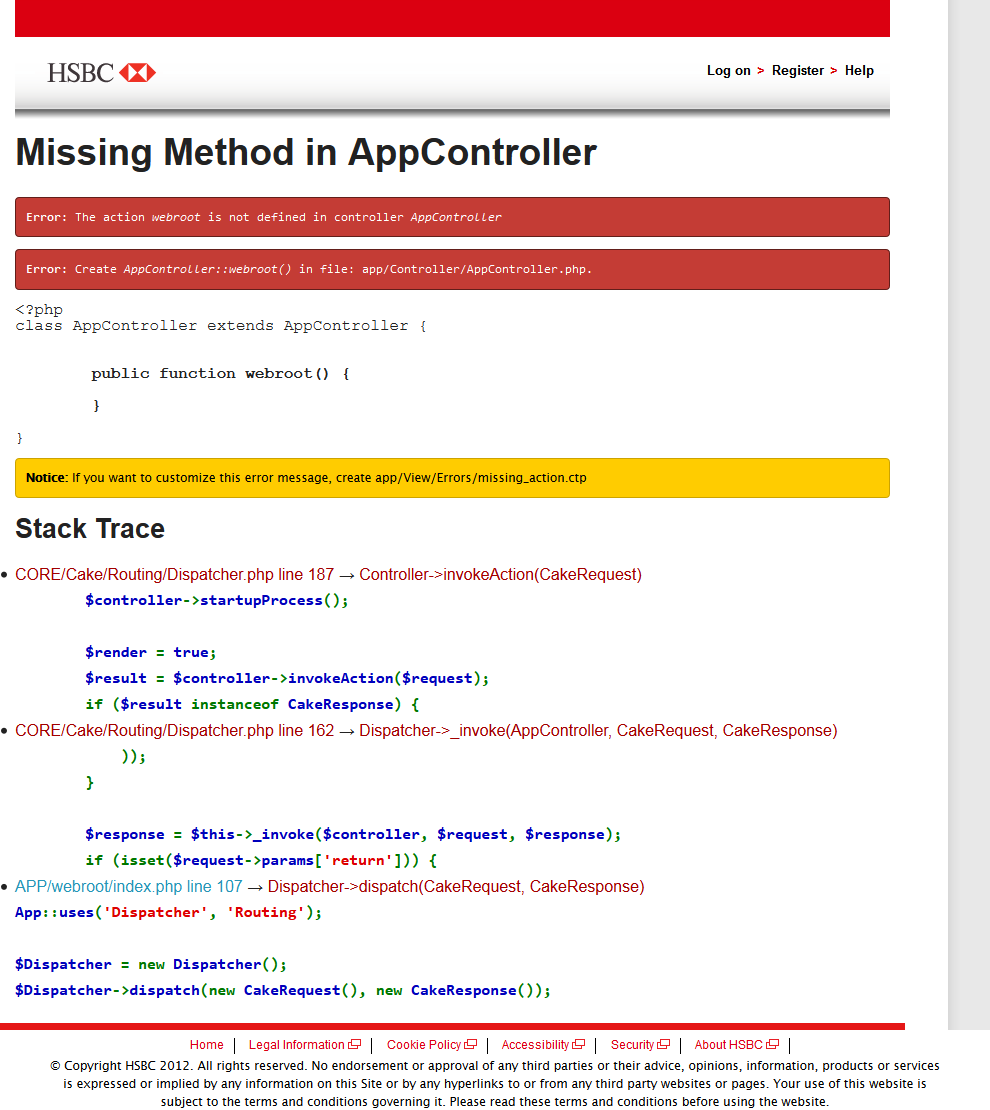 HSBC
Log on > Register > Help
Missing Method in AppController
Error: The action webroot is not defined in controller AppController
Error: Create AppController::webroot() in file: app/Controller/AppController.php.
<?php
class AppController extends AppController {
public function webroot() {
}
}
Notice: If you want to customize this error message, create app/View/Errors/missing_action.ctp
Stack Trace
• CORE/Cake/Routing/Dispatcher.php line 187 → Controller->invokeAction(CakeRequest)
$controller->startupProcess();
$render = true;
$result = $controller->invokeAction($request);
if ($result instanceof CakeResponse) {
• CORE/Cake/Routing/Dispatcher.php line 162 → Dispatcher->_invoke(AppController, CakeRequest, CakeResponse)
));
}
$response = $this->_invoke($controller, $request, $response);
if (isset($request->params['return'])) {
• APP/webroot/index.php line 107 → Dispatcher->dispatch(CakeRequest, CakeResponse)
App::uses('Dispatcher', 'Routing');
$Dispatcher = new Dispatcher();
$Dispatcher->dispatch(new CakeRequest(), new CakeResponse());
Home | Legal Information | Cookie Policy | Accessibility | Security | About HSBC |
© Copyright HSBC 2012. All rights reserved. No endorsement or approval of any third parties or their advice, opinions, information, products or services
is expressed or implied by any information on this Site or by any hyperlinks to or from any third party websites or pages. Your use of this website is
subject to the terms and conditions governing it. Please read these terms and conditions before using the website.